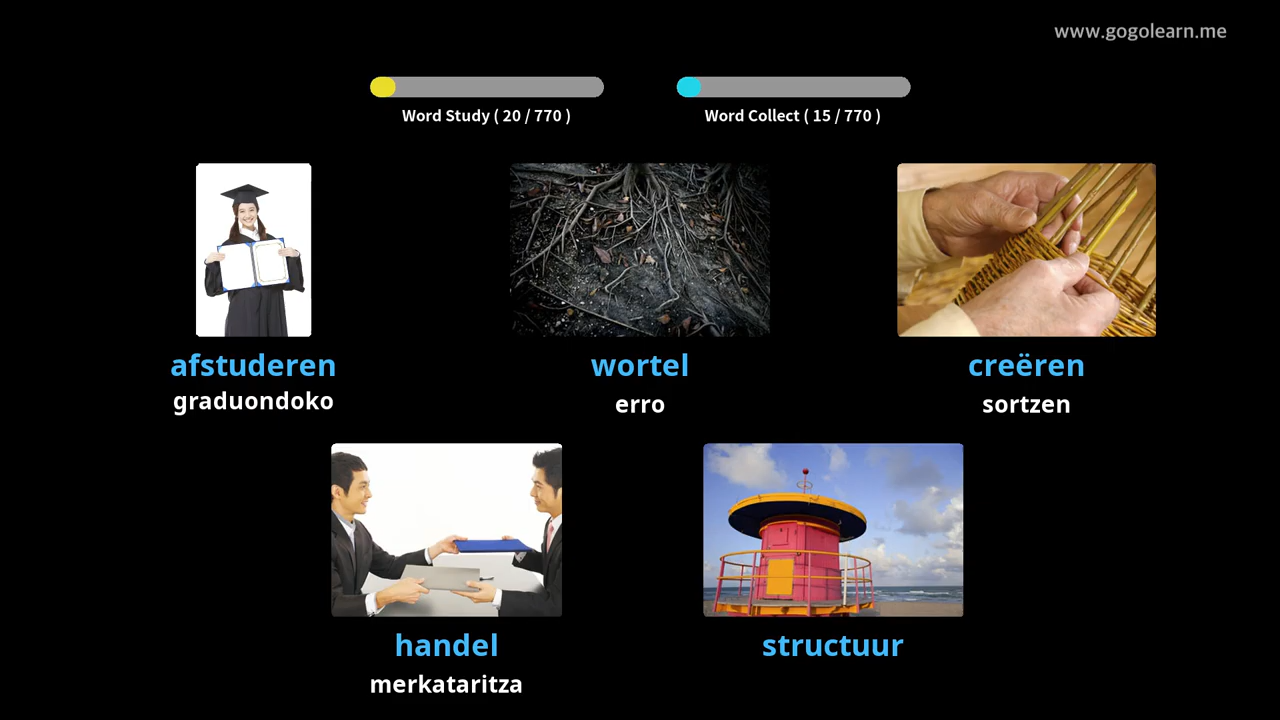 www.gogolearn.me
Word Study ( 20 / 770 )
Word Collect ( 15 / 770 )
afstuderen
graduondoko
wortel
erro
creëren
sortzen
handel
merkataritza
structuur